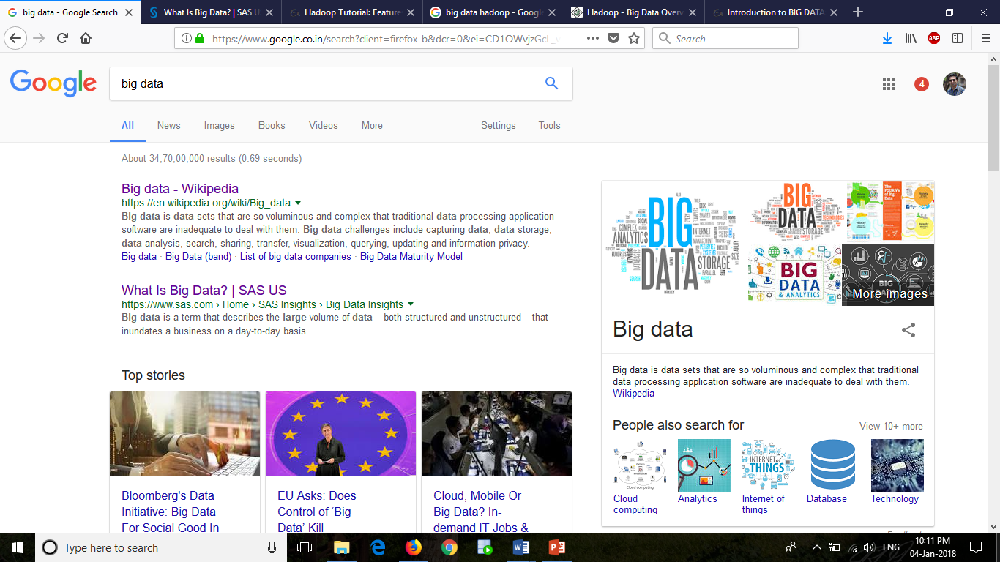 big data - Google Search
What Is Big Data? | SAS U
Hadoop Tutorial: Feature
big data hadoop - Google
Hadoop - Big Data Overv
Introduction to BIG DATA
https://www.google.co.in/search?client=firefox-b&dcr=0&ei=CD1OWvjzGcL_v
Search
ABP
Google
big data
4
All
News
Images
Books
Videos
More
Settings
Tools
About 34,70,00,000 results (0.69 seconds)
Big data - Wikipedia
https://en.wikipedia.org/wiki/Big_data
Big data is data sets that are so voluminous and complex that traditional data processing application
software are inadequate to deal with them. Big data challenges include capturing data, data storage,
data analysis, search, sharing, transfer, visualization, querying, updating and information privacy.
Big data · Big Data (band) · List of big data companies · Big Data Maturity Model
What Is Big Data? | SAS US
https://www.sas.com › Home › SAS Insights › Big Data Insights
Big data is a term that describes the large volume of data – both structured and unstructured – that
inundates a business on a day-to-day basis.
Top stories
Bloomberg's Data
Initiative: Big Data
For Social Good In
EU Asks: Does
Control of ‘Big
Data’ Kill
Cloud, Mobile Or
Big Data? In-
demand IT Jobs &
BIG
DATA
ANALYTICS
STORAGE
BIG
DATA
BIG
DATA
& ANALYTICS
BIG
More images
Big data
Big data is data sets that are so voluminous and complex that traditional
data processing application software are inadequate to deal with them.
Wikipedia
People also search for
View 10+ more
INTERNET of
THINGS
Cloud
computing
Analytics
Internet of
things
Database
Technology
Type here to search
ENG
10:11 PM
04-Jan-2018